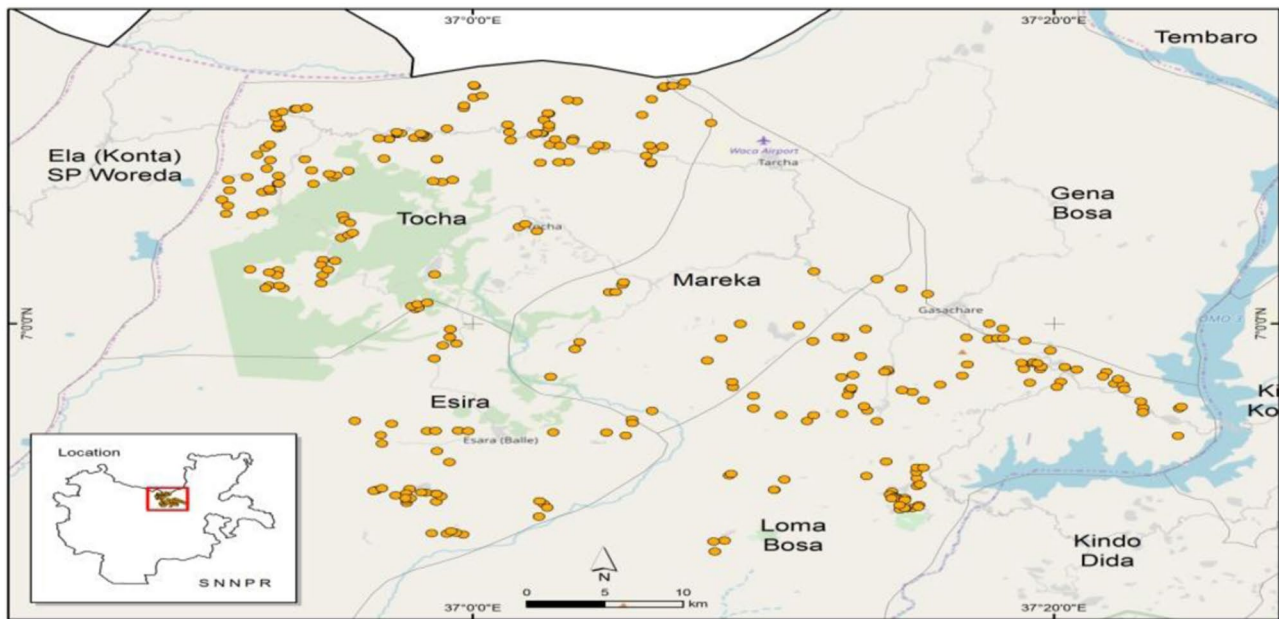 37°0'0"E
37°20'0"E
Tembaro
Waca Airport
Tarcha
Ela (Konta)
SP Woreda
Gena
Bosa
Tocha
Mareka
Gasachare
7°0'0"N
7°0'0"N
OMO 3
Esira
Esara (Balle)
Location
SNNPR
Loma
Bosa
Kindo
Dida
N
0 5 10
km
37°0'0"E
37°20'0"E